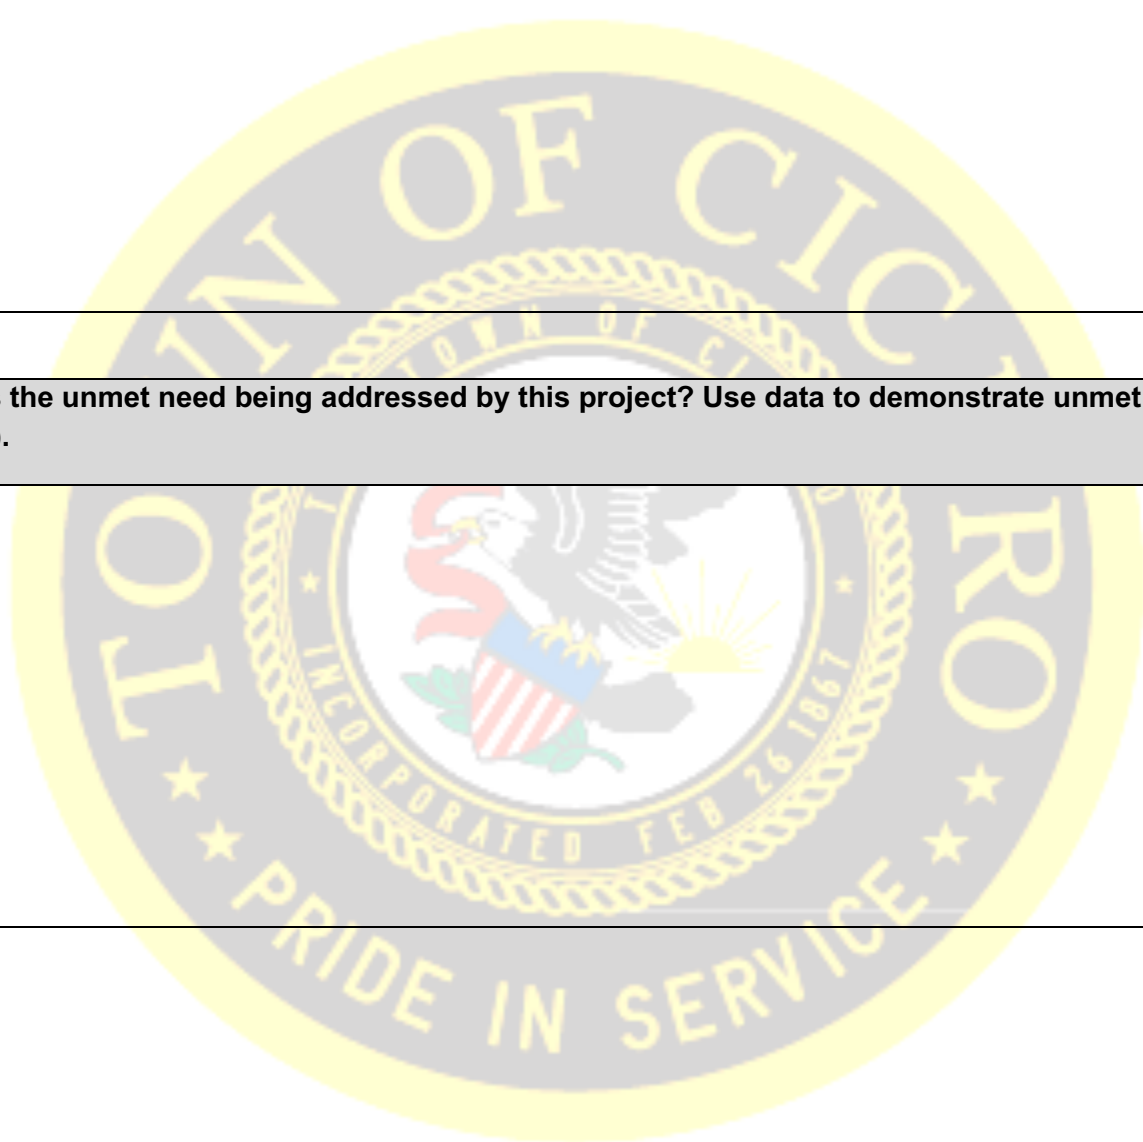 TOWN OF CICERO
TOWN OF CI
the unmet need being addressed by this project? Use data to demonstrate unmet
).
INCORPORATED FEB 26 1867
PRIDE IN SERVICE